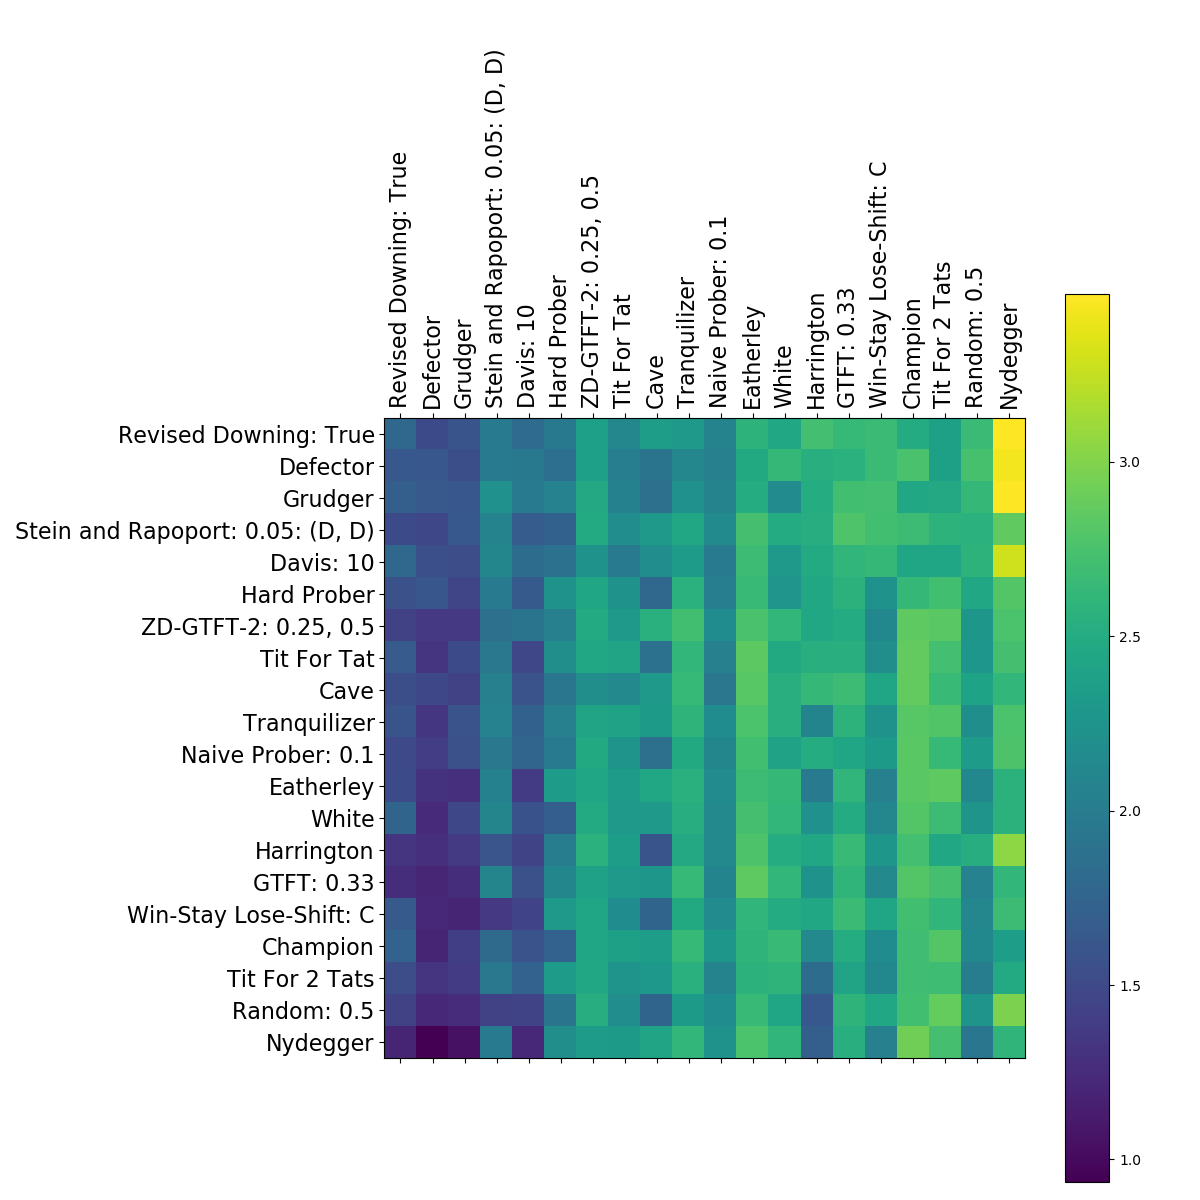 Revised Downing: True
Defector
Grudger
Stein and Rapoport: 0.05: (D, D)
Davis: 10
Hard Prober
ZD-GTFT-2: 0.25, 0.5
Tit For Tat
Cave
Tranquilizer
Naive Prober: 0.1
Eatherley
White
Harrington
GTFT: 0.33
Win-Stay Lose-Shift: C
Champion
Tit For 2 Tats
Random: 0.5
Nydegger
Revised Downing: True
Defector
Grudger
Stein and Rapoport: 0.05: (D, D)
Davis: 10
Hard Prober
ZD-GTFT-2: 0.25, 0.5
Tit For Tat
Cave
Tranquilizer
Naive Prober: 0.1
Eatherley
White
Harrington
GTFT: 0.33
Win-Stay Lose-Shift: C
Champion
Tit For 2 Tats
Random: 0.5
Nydegger
3.0
2.5
2.0
1.5
1.0